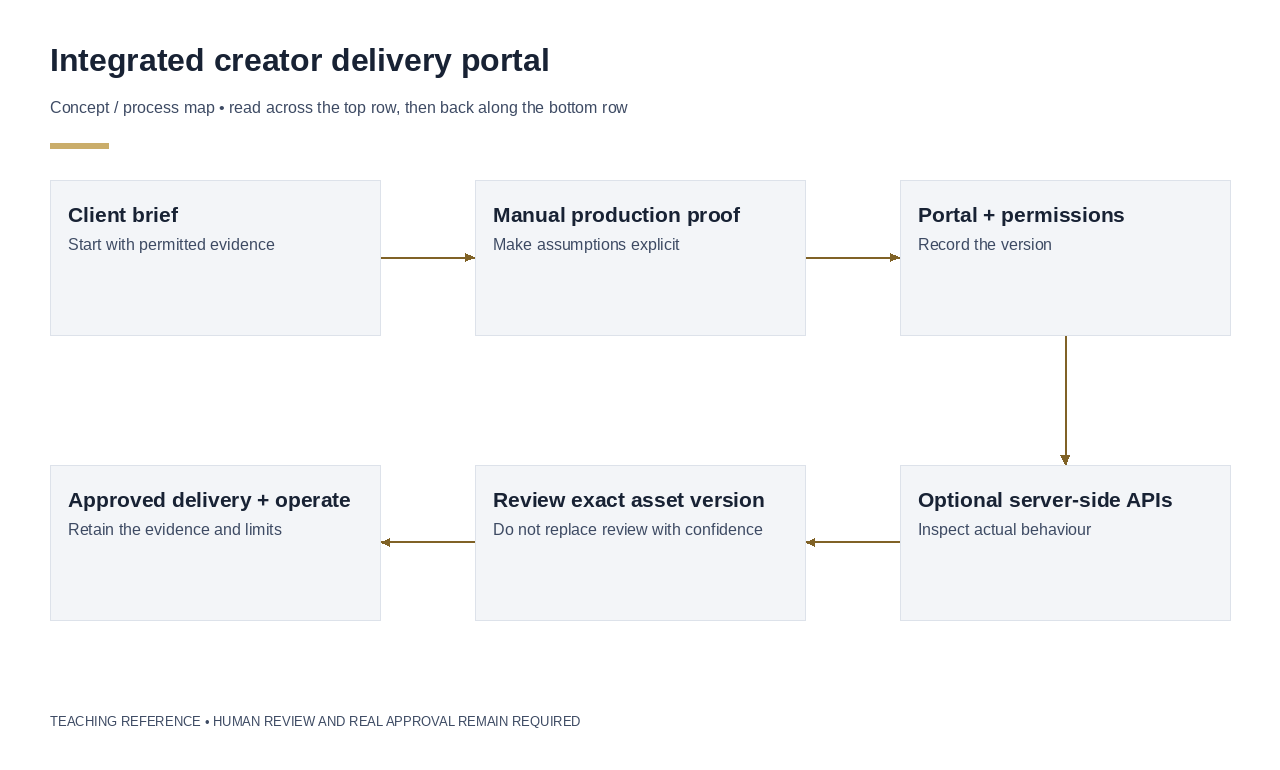 Integrated creator delivery portal
Concept / process map • read across the top row, then back along the bottom row
Client brief
Start with permitted evidence
Manual production proof
Make assumptions explicit
Portal + permissions
Record the version
Optional server-side APIs
Inspect actual behaviour
Review exact asset version
Do not replace review with confidence
Approved delivery + operate
Retain the evidence and limits
TEACHING REFERENCE • HUMAN REVIEW AND REAL APPROVAL REMAIN REQUIRED